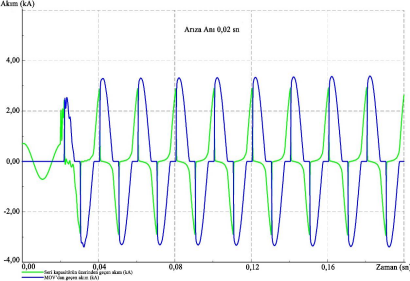 Akım (kA)
Arıza Anı 0,02 sn
4,00
2,00
0,00
-2,00
-4,00
0,00 0,04 0,08 0,12 0,16 Zaman (sn)
Seri kapasitörün üzerinden geçen akım (kA)
MOV'dan geçen akım (kA)